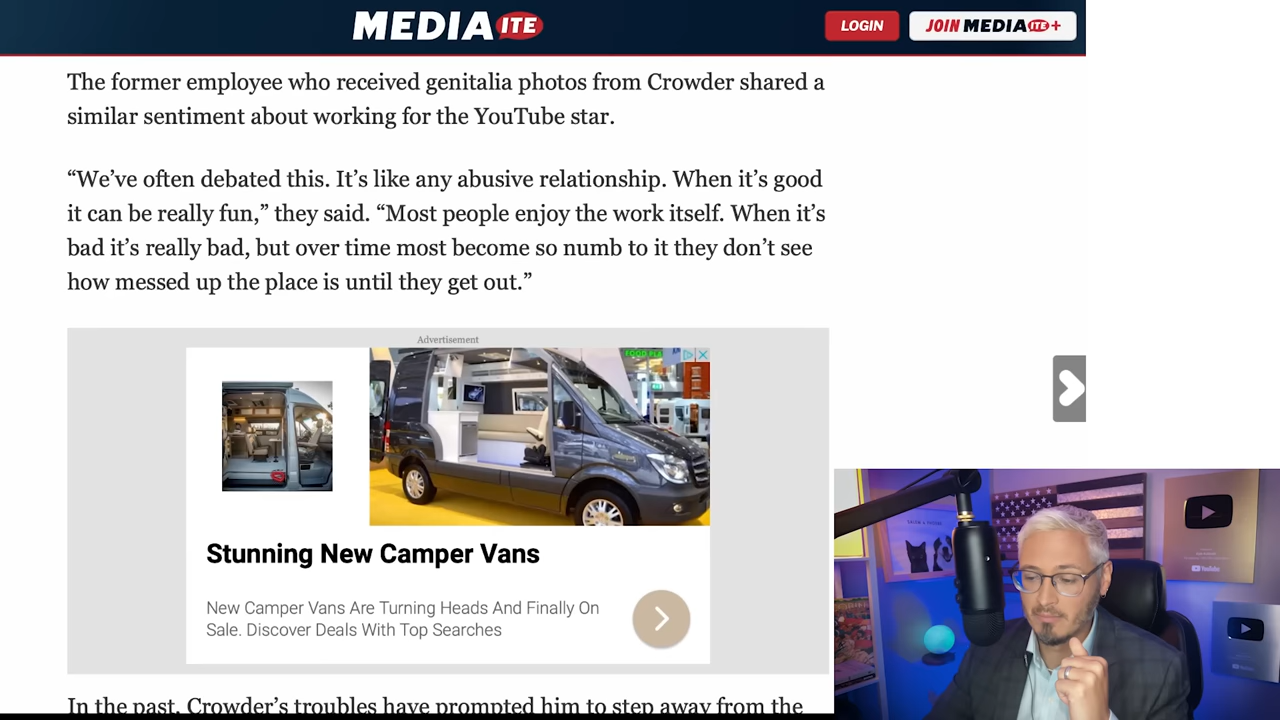 MEDIAITE
LOGIN
JOIN MEDIAITE+
The former employee who received genitalia photos from Crowder shared a
similar sentiment about working for the YouTube star.
“We’ve often debated this. It’s like any abusive relationship. When it’s good
it can be really fun,” they said. “Most people enjoy the work itself. When it’s
bad it’s really bad, but over time most become so numb to it they don’t see
how messed up the place is until they get out.”
Advertisement
Stunning New Camper Vans
New Camper Vans Are Turning Heads And Finally On
Sale. Discover Deals With Top Searches
In the past, Crowder’s troubles have prompted him to step away from the
YouTube